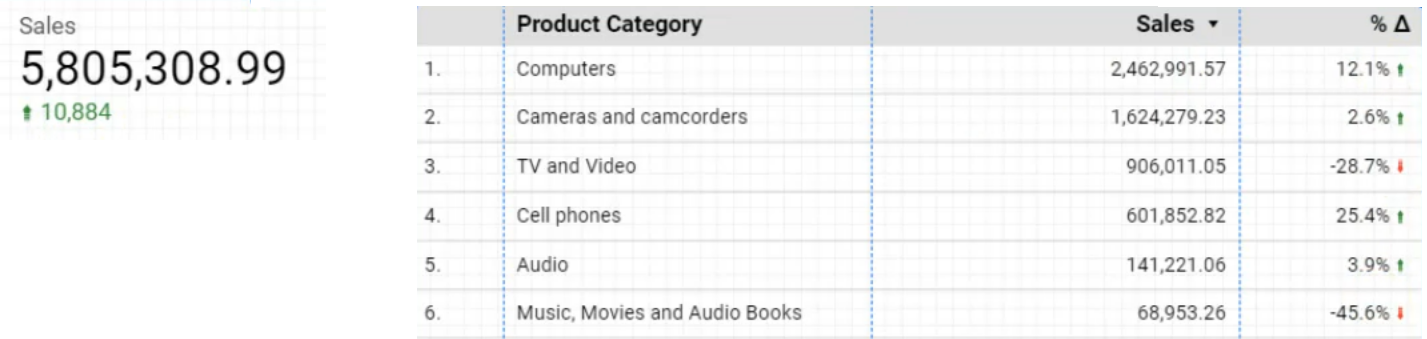 Sales
5,805,308.99
⬆ 10,884
Product Category Sales ▼ % Δ
1. Computers 2,462,991.57 12.1% ⬆
2. Cameras and camcorders 1,624,279.23 2.6% ⬆
3. TV and Video 906,011.05 -28.7% ⬇
4. Cell phones 601,852.82 25.4% ⬆
5. Audio 141,221.06 3.9% ⬆
6. Music, Movies and Audio Books 68,953.26 -45.6% ⬇